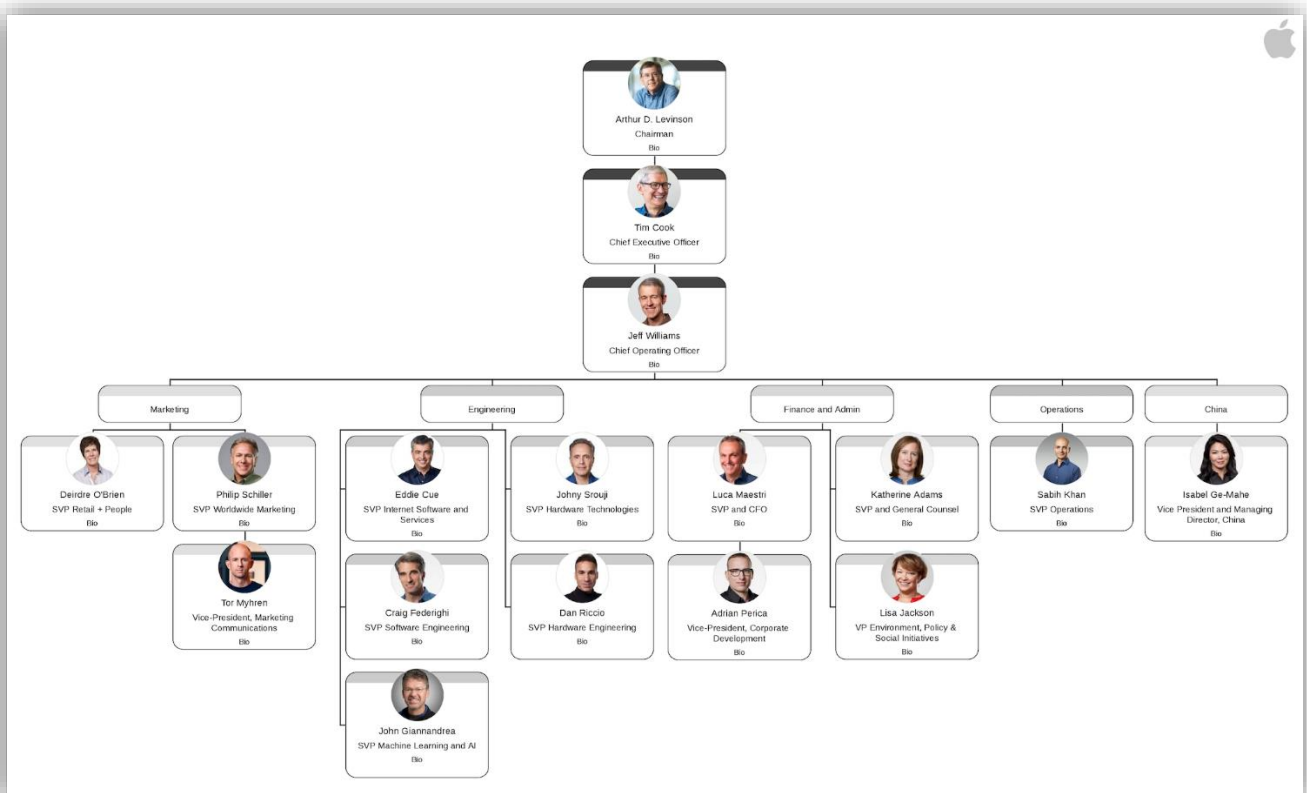 Arthur D. Levinson
Chairman
Bio
Tim Cook
Chief Executive Officer
Bio
Jeff Williams
Chief Operating Officer
Bio
Marketing
Engineering
Finance and Admin
Operations
China
Deirdre O'Brien
SVP Retail + People
Bio
Philip Schiller
SVP Worldwide Marketing
Bio
Tor Myhren
Vice-President, Marketing
Communications
Bio
Eddie Cue
SVP Internet Software and
Services
Bio
Johny Srouji
SVP Hardware Technologies
Bio
Craig Federighi
SVP Software Engineering
Bio
Dan Riccio
SVP Hardware Engineering
Bio
John Giannandrea
SVP Machine Learning and AI
Bio
Luca Maestri
SVP and CFO
Bio
Katherine Adams
SVP and General Counsel
Bio
Adrian Perica
Vice-President, Corporate
Development
Bio
Lisa Jackson
VP Environment, Policy &
Social Initiatives
Bio
Sabih Khan
SVP Operations
Bio
Isabel Ge-Mahe
Vice President and Managing
Director, China
Bio